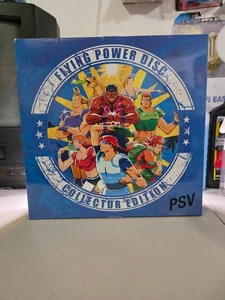 FLYING POWER DISC
COLLECTOR EDITION
PSV